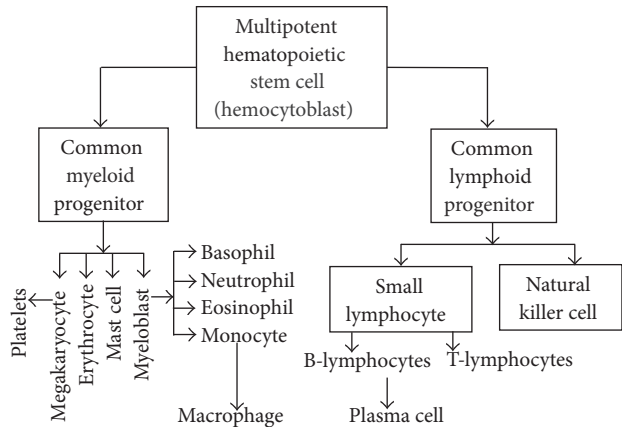 Multipotent
hematopoietic
stem cell
(hemocytoblast)
Common
myeloid
progenitor
Common
lymphoid
progenitor
Platelets
Megakaryocyte
Erythrocyte
Mast cell
Myeloblast
Basophil
Neutrophil
Eosinophil
Monocyte
Macrophage
Small
lymphocyte
Natural
killer cell
B-lymphocytes
T-lymphocytes
Plasma cell